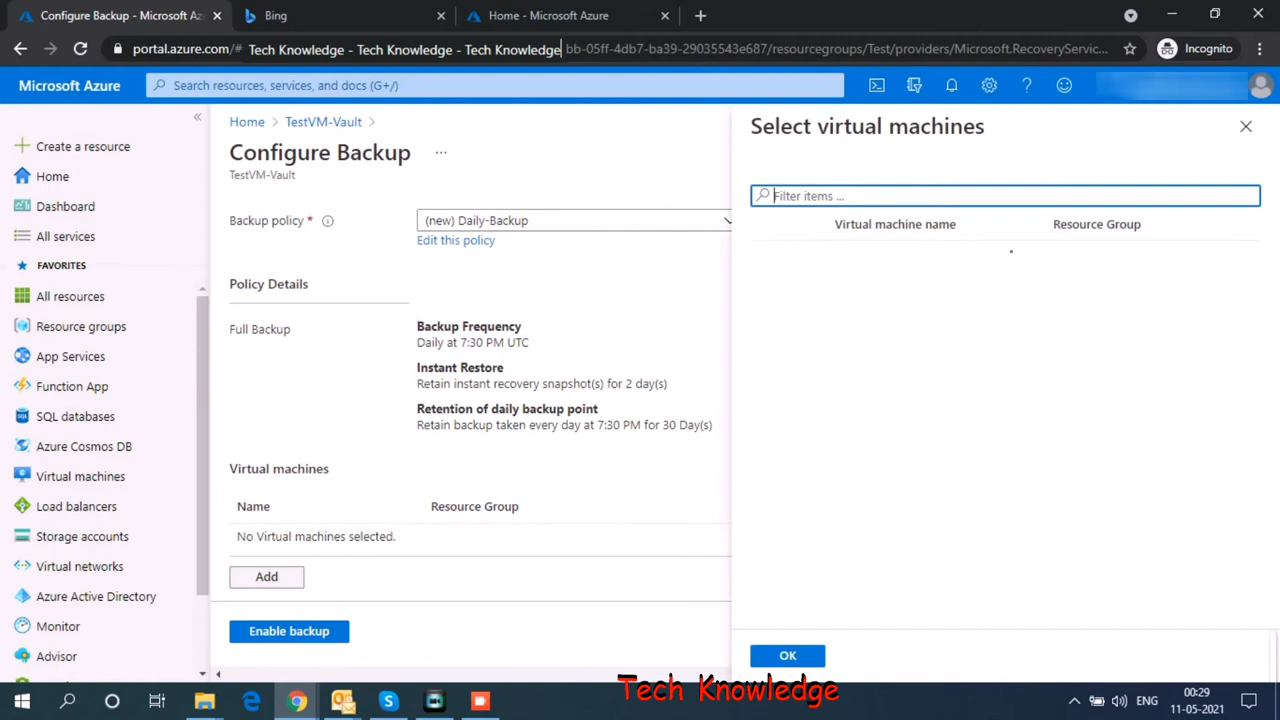 Configure Backup - Microsoft Az
Bing
Home - Microsoft Azure
portal.azure.com/# Tech Knowledge - Tech Knowledge - Tech Knowledge bb-05ff-4db7-ba39-29035543e687/resourcegroups/Test/providers/Microsoft.RecoveryServic...
Incognito
Microsoft Azure
Search resources, services, and docs (G+/)
Create a resource
Home
Dashboard
All services
FAVORITES
All resources
Resource groups
App Services
Function App
SQL databases
Azure Cosmos DB
Virtual machines
Load balancers
Storage accounts
Virtual networks
Azure Active Directory
Monitor
Advisor
Home > TestVM-Vault >
Configure Backup ...
TestVM-Vault
Backup policy * (new) Daily-Backup
Edit this policy
Policy Details
Full Backup
Backup Frequency
Daily at 7:30 PM UTC
Instant Restore
Retain instant recovery snapshot(s) for 2 day(s)
Retention of daily backup point
Retain backup taken every day at 7:30 PM for 30 Day(s)
Virtual machines
Name Resource Group
No Virtual machines selected.
Add
Enable backup
Select virtual machines
Filter items ...
Virtual machine name Resource Group
OK
Tech Knowledge
ENG
00:29
11-05-2021